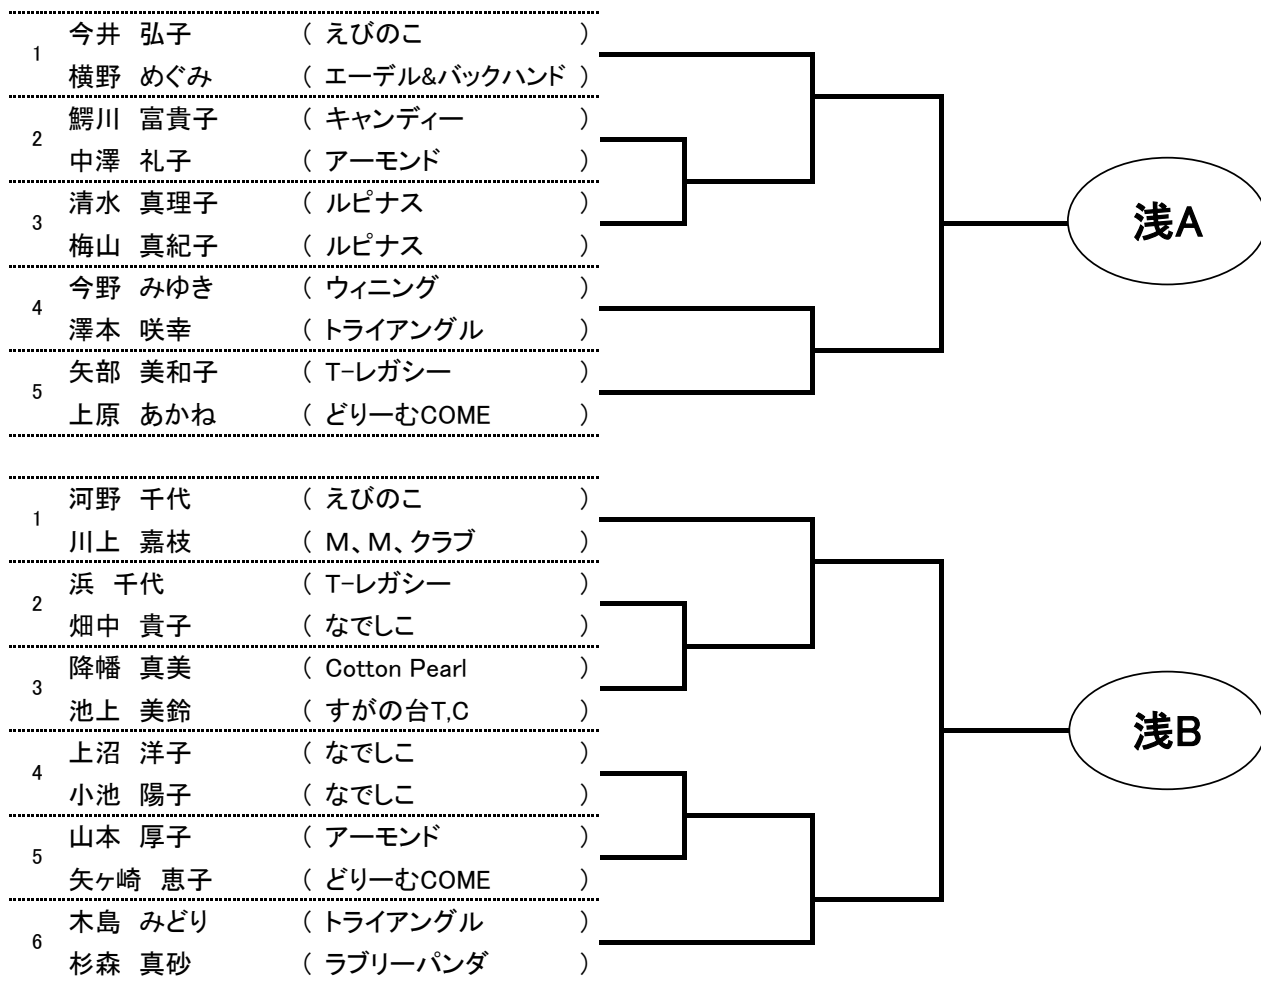 1
今井 弘子 ( えびのこ )
横野 めぐみ ( エーデル&バックハンド )
2
鰐川 富貴子 ( キャンディー )
中澤 礼子 ( アーモンド )
3
清水 真理子 ( ルピナス )
梅山 真紀子 ( ルピナス )
4
今野 みゆき ( ウィニング )
澤本 咲幸 ( トライアングル )
5
矢部 美和子 ( T-レガシー )
上原 あかね ( どりーむCOME )
浅A
1
河野 千代 ( えびのこ )
川上 嘉枝 ( M、M、クラブ )
2
浜 千代 ( T-レガシー )
畑中 貴子 ( なでしこ )
3
降幡 真美 ( Cotton Pearl )
池上 美鈴 ( すがの台T,C )
4
上沼 洋子 ( なでしこ )
小池 陽子 ( なでしこ )
5
山本 厚子 ( アーモンド )
矢ヶ崎 恵子 ( どりーむCOME )
6
木島 みどり ( トライアングル )
杉森 真砂 ( ラブリーパンダ )
浅B